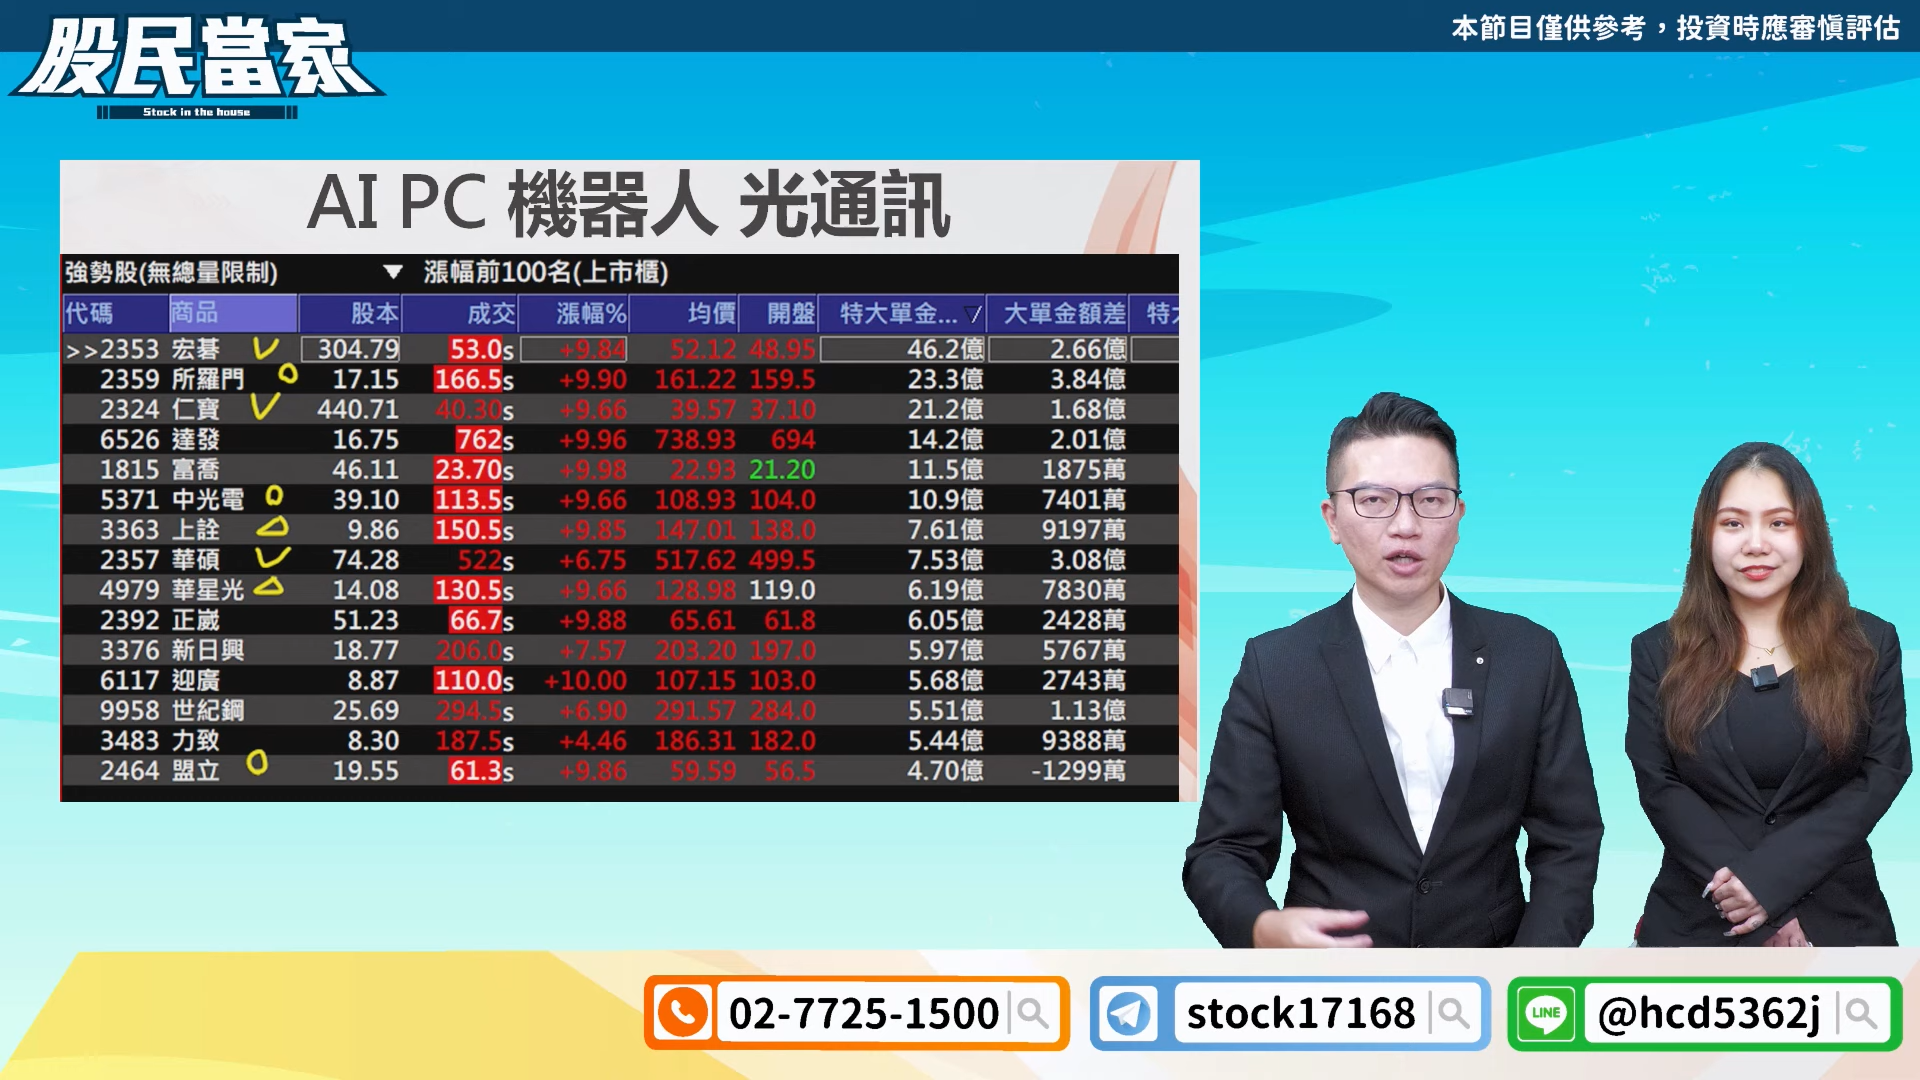 股民當家
Stock in the house
本節目僅供參考，投資時應審慎評估
AI PC 機器人 光通訊
強勢股(無總量限制) ▼ 漲幅前100名(上市櫃)
代碼 商品 股本 成交 漲幅% 均價 開盤 特大單金...▽ 大單金額差 特
>>2353 宏碁 304.79 53.0s +9.84 52.12 48.95 46.2億 2.66億
2359 所羅門 17.15 166.5s +9.90 161.22 159.5 23.3億 3.84億
2324 仁寶 440.71 40.30s +9.66 39.57 37.10 21.2億 1.68億
6526 達發 16.75 762s +9.96 738.93 694 14.2億 2.01億
1815 富喬 46.11 23.70s +9.98 22.93 21.20 11.5億 1875萬
5371 中光電 39.10 113.5s +9.66 108.93 104.0 10.9億 7401萬
3363 上詮 9.86 150.5s +9.85 147.01 138.0 7.61億 9197萬
2357 華碩 74.28 522s +6.75 517.62 499.5 7.53億 3.08億
4979 華星光 14.08 130.5s +9.66 128.98 119.0 6.19億 7830萬
2392 正崴 51.23 66.7s +9.88 65.61 61.8 6.05億 2428萬
3376 新日興 18.77 206.0s +7.57 203.20 197.0 5.97億 5767萬
6117 迎廣 8.87 110.0s +10.00 107.15 103.0 5.68億 2743萬
9958 世紀鋼 25.69 294.5s +6.90 291.57 284.0 5.51億 1.13億
3483 力致 8.30 187.5s +4.46 186.31 182.0 5.44億 9388萬
2464 盟立 19.55 61.3s +9.86 59.59 56.5 4.70億 -1299萬
02-7725-1500
stock17168
LINE @hcd5362j